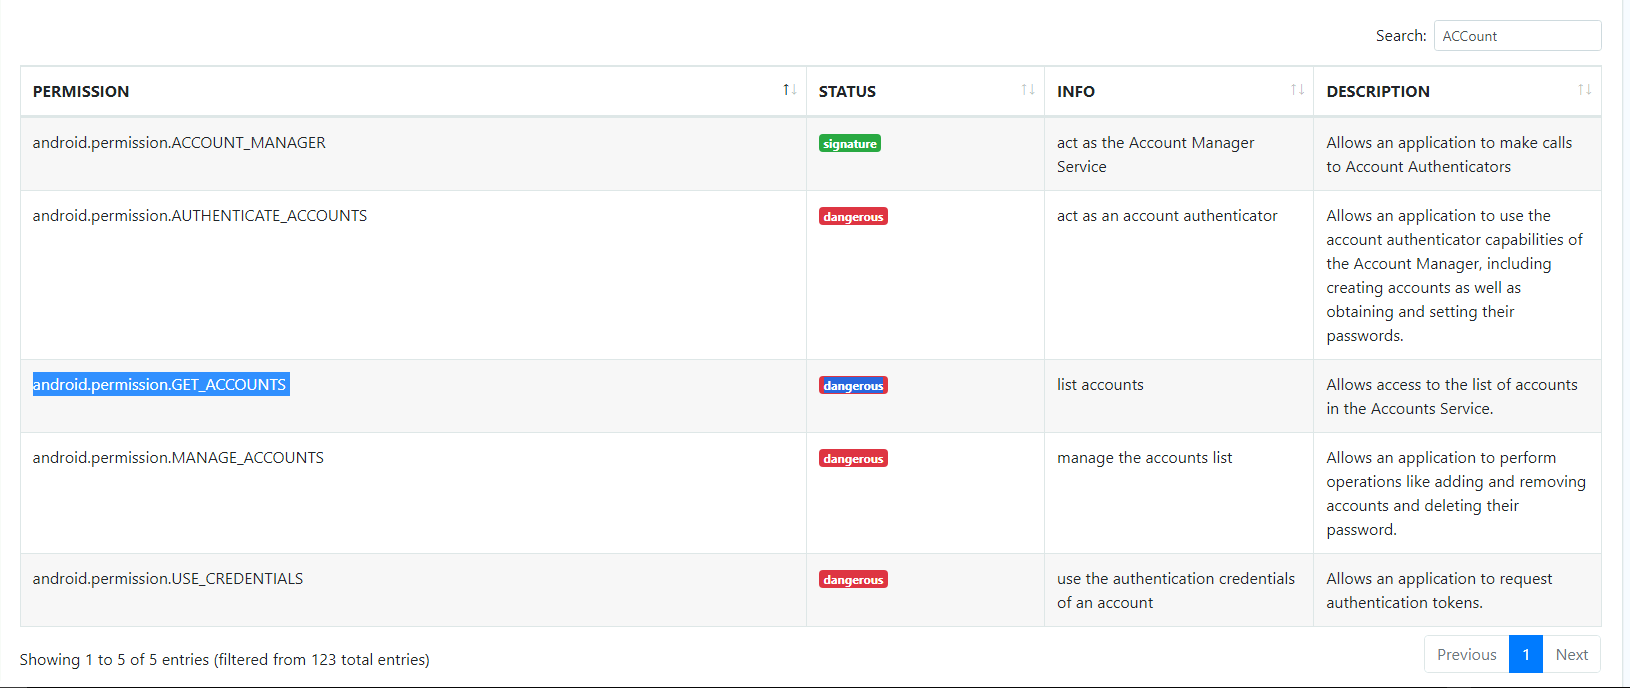 Search: ACCount
PERMISSION STATUS INFO DESCRIPTION
android.permission.ACCOUNT_MANAGER signature act as the Account Manager Allows an application to make calls
Service to Account Authenticators
android.permission.AUTHENTICATE_ACCOUNTS dangerous act as an account authenticator Allows an application to use the
account authenticator capabilities of
the Account Manager, including
creating accounts as well as
obtaining and setting their
passwords.
android.permission.GET_ACCOUNTS dangerous list accounts Allows access to the list of accounts
in the Accounts Service.
android.permission.MANAGE_ACCOUNTS dangerous manage the accounts list Allows an application to perform
operations like adding and removing
accounts and deleting their
password.
android.permission.USE_CREDENTIALS dangerous use the authentication credentials Allows an application to request
of an account authentication tokens.
Showing 1 to 5 of 5 entries (filtered from 123 total entries) Previous 1 Next